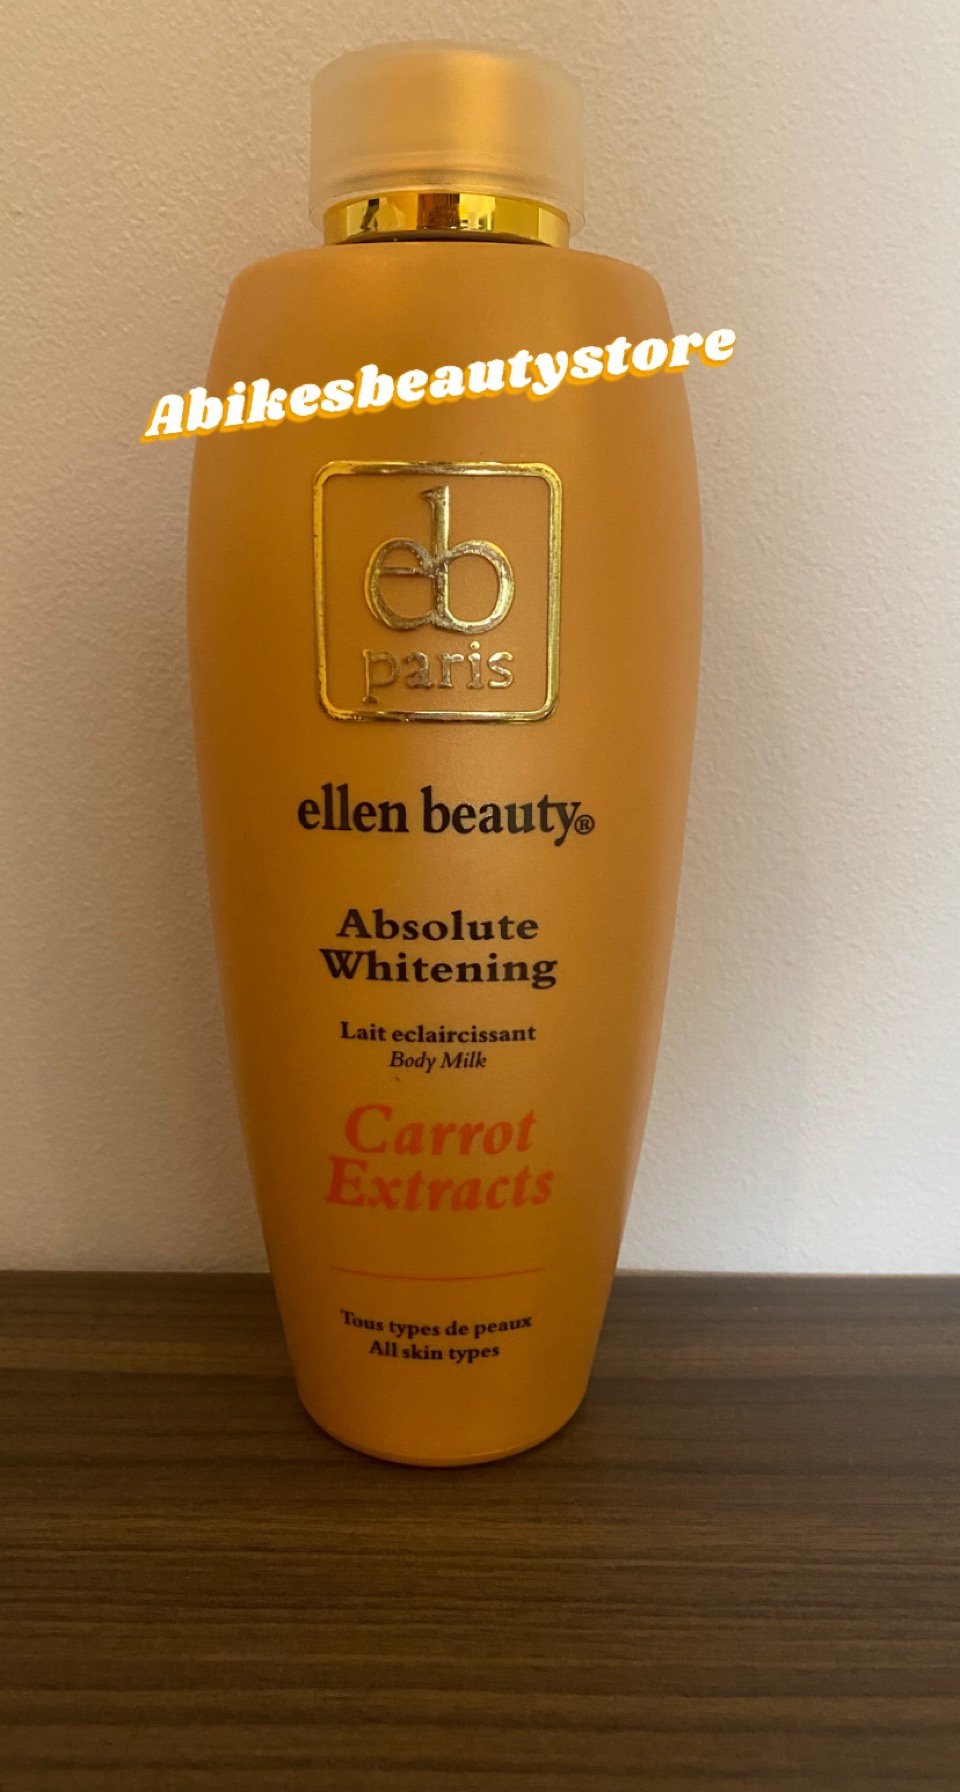 Abikesbeautystore
eb
paris
ellen beauty®
Absolute
Whitening
Lait eclaircissant
Body Milk
Carrot
Extracts
Tous types de peaux
All skin types